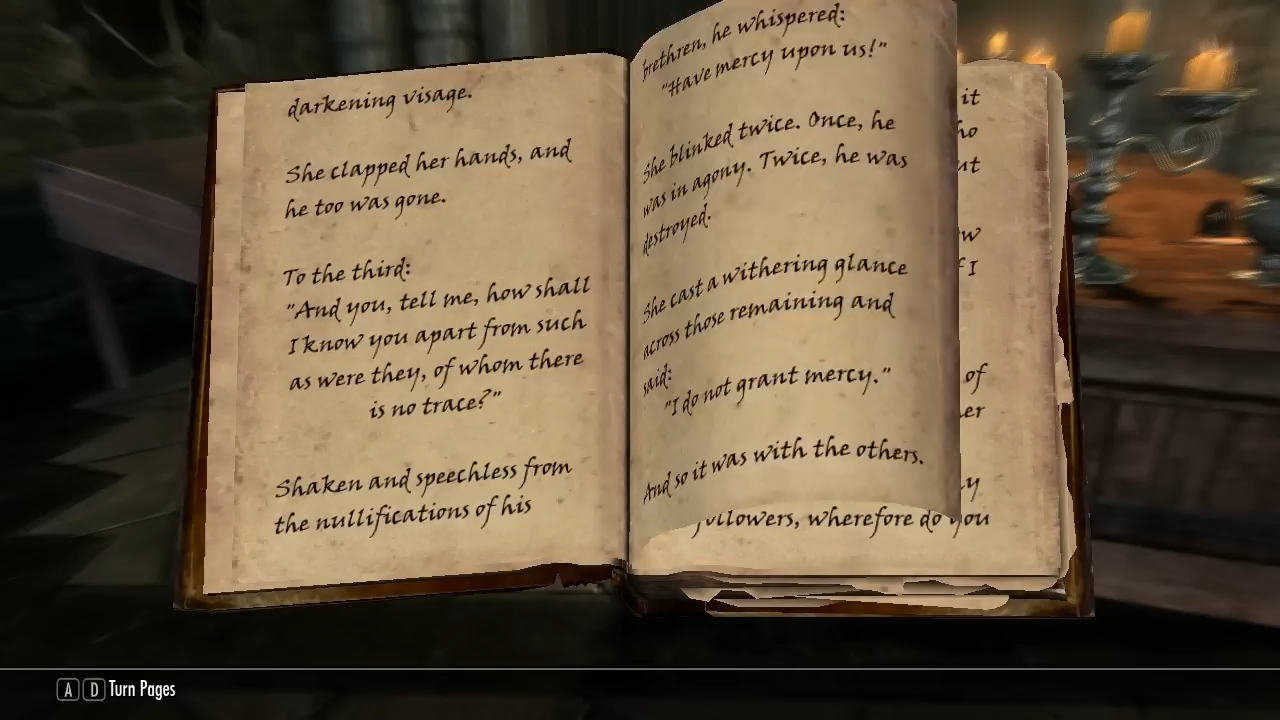 darkening visage.
She clapped her hands, and
he too was gone.
To the third:
"And you, tell me, how shall
I know you apart from such
as were they, of whom there
is no trace?"
Shaken and speechless from
the nullifications of his
brethren, he whispered:
"Have mercy upon us!"
She blinked twice. Once, he
was in agony. Twice, he was
destroyed.
She cast a withering glance
across those remaining and
said:
"I do not grant mercy."
And so it was with the others.
it
of
followers, wherefore do you
A D Turn Pages